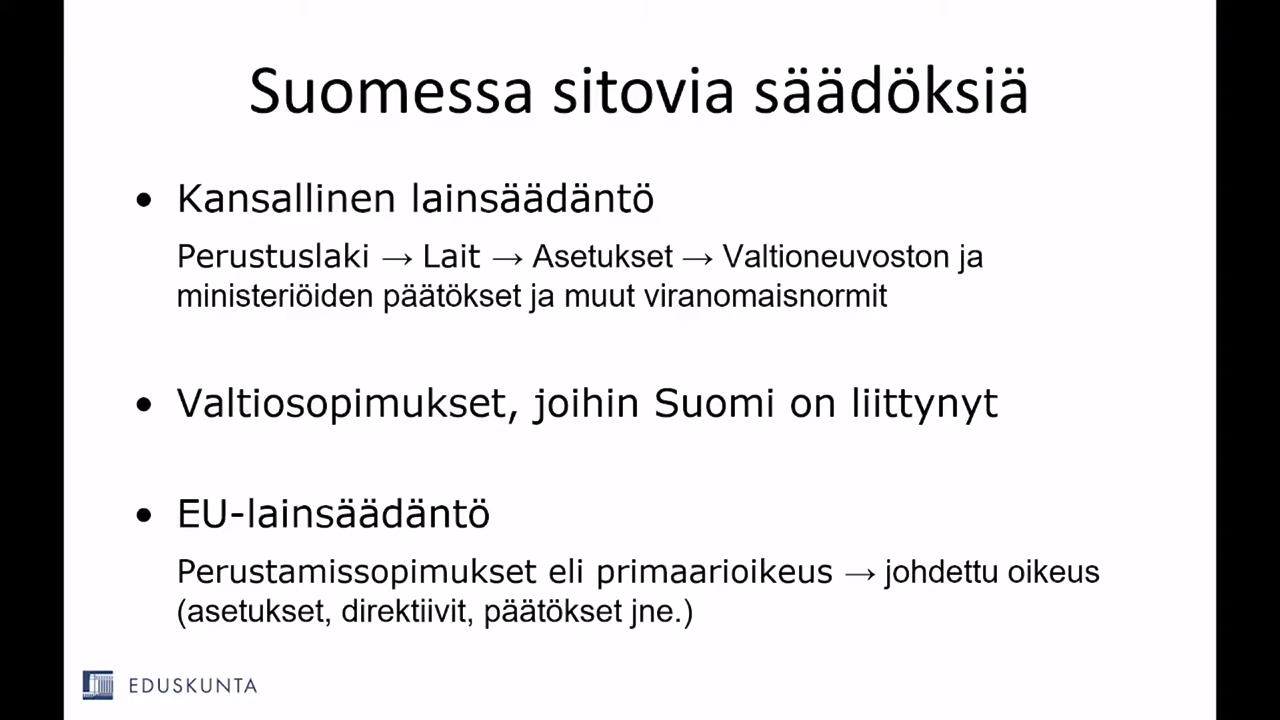 Suomessa sitovia säädöksiä
• Kansallinen lainsäädäntö
Perustuslaki → Lait → Asetukset → Valtioneuvoston ja
ministeriöiden päätökset ja muut viranomaisnormit
• Valtiosopimukset, joihin Suomi on liittynyt
• EU-lainsäädäntö
Perustamissopimukset eli primaarioikeus → johdettu oikeus
(asetukset, direktiivit, päätökset jne.)
EDUSKUNTA